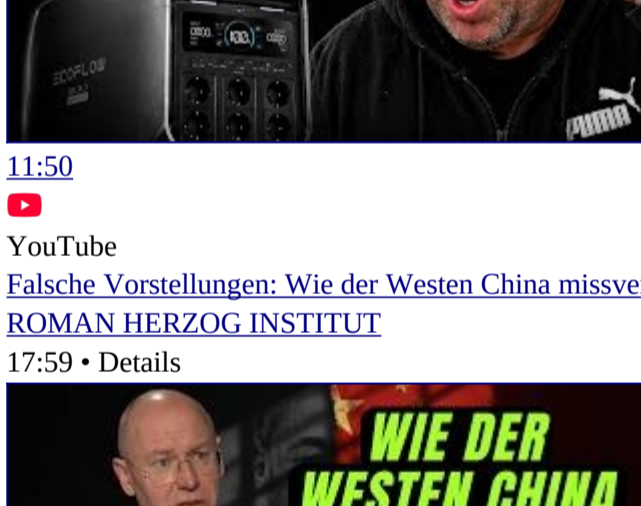 ECOFLOW
PUMA
11:50
YouTube
Falsche Vorstellungen: Wie der Westen China missve
ROMAN HERZOG INSTITUT
17:59 • Details
WIE DER
WESTEN CHINA